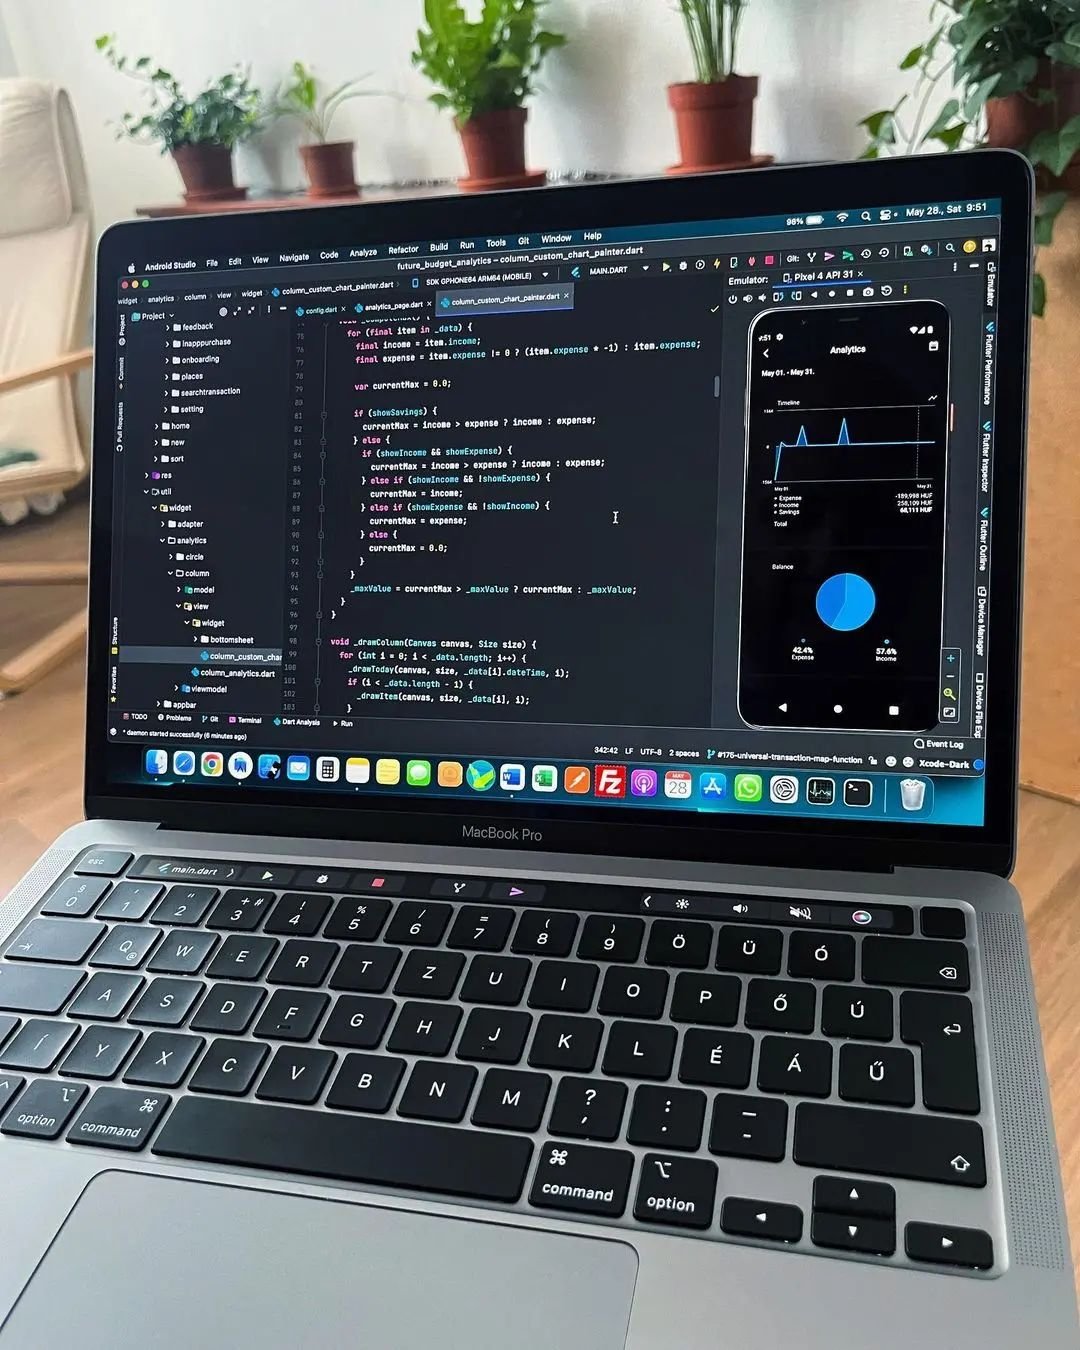 Android Studio File Edit View Navigate Code Analyze Refactor Build Run Tools Git Window Help 98% May 28., Sat 9:51
future_budget_analytics – column_custom_chart_painter.dart
widget analytics column view widget column_custom_chart_painter.dart SDK GPHONE64 ARM64 (MOBILE) MAIN.DART Git:
Project config.dart analytics_page.dart column_custom_chart_painter.dart
Emulator: Pixel 4 API 31
feedback
inapppurchase
onboarding
places
searchtransaction
setting
home
new
sort
res
util
widget
adapter
analytics
circle
column
model
view
widget
bottomsheet
column_custom_char
column_analytics.dart
viewmodel
appbar
75 for (final item in _data) {
76 final income = item.income;
77 final expense = item.expense != 0 ? (item.expense * -1) : item.expense;
78
79 var currentMax = 0.0;
80
81 if (showSavings) {
82 currentMax = income > expense ? income : expense;
83 } else {
84 if (showIncome && showExpense) {
85 currentMax = income > expense ? income : expense;
86 } else if (showIncome && !showExpense) {
87 currentMax = income;
88 } else if (showExpense && !showIncome) {
89 currentMax = expense;
90 } else {
91 currentMax = 0.0;
92 }
93 }
94 _maxValue = currentMax > _maxValue ? currentMax : _maxValue;
95 }
96 }
97
98 void _drawColumn(Canvas canvas, Size size) {
99 for (int i = 0; i < _data.length; i++) {
100 _drawToday(canvas, size, _data[i].dateTime, i);
101 if (i < _data.length - 1) {
102 _drawItem(canvas, size, _data[i], i);
103 }
9:51
Analytics
May 01. - May 31.
Timeline
0
May 01 May 31
Expense -189,998 HUF
Income 258,109 HUF
Savings 68,111 HUF
Total
Balance
42.4% 57.6%
Expense Income
Project
Commit
Pull Requests
Structure
Favorites
Emulator
Flutter Performance
Flutter Inspector
Flutter Outline
Device Manager
Device File Exp
TODO Problems Git Terminal Dart Analysis Run Event Log
* daemon started successfully (6 minutes ago) 342:42 LF UTF-8 2 spaces #175-universal-transaction-map-function Xcode-Dark
W X Fz MAY 28
MacBook Pro
esc main.dart
§ 0 ' 1 " 2 + # 3 ! 4 % 5 / 6 = 7 ( 8 ) 9 Ö Ü Ó
Q @ W E R T Z U I O P Ő Ú
A S D F G H J K L É Á Ű
Í Y X C V B N M ? , : . – -
option command command option